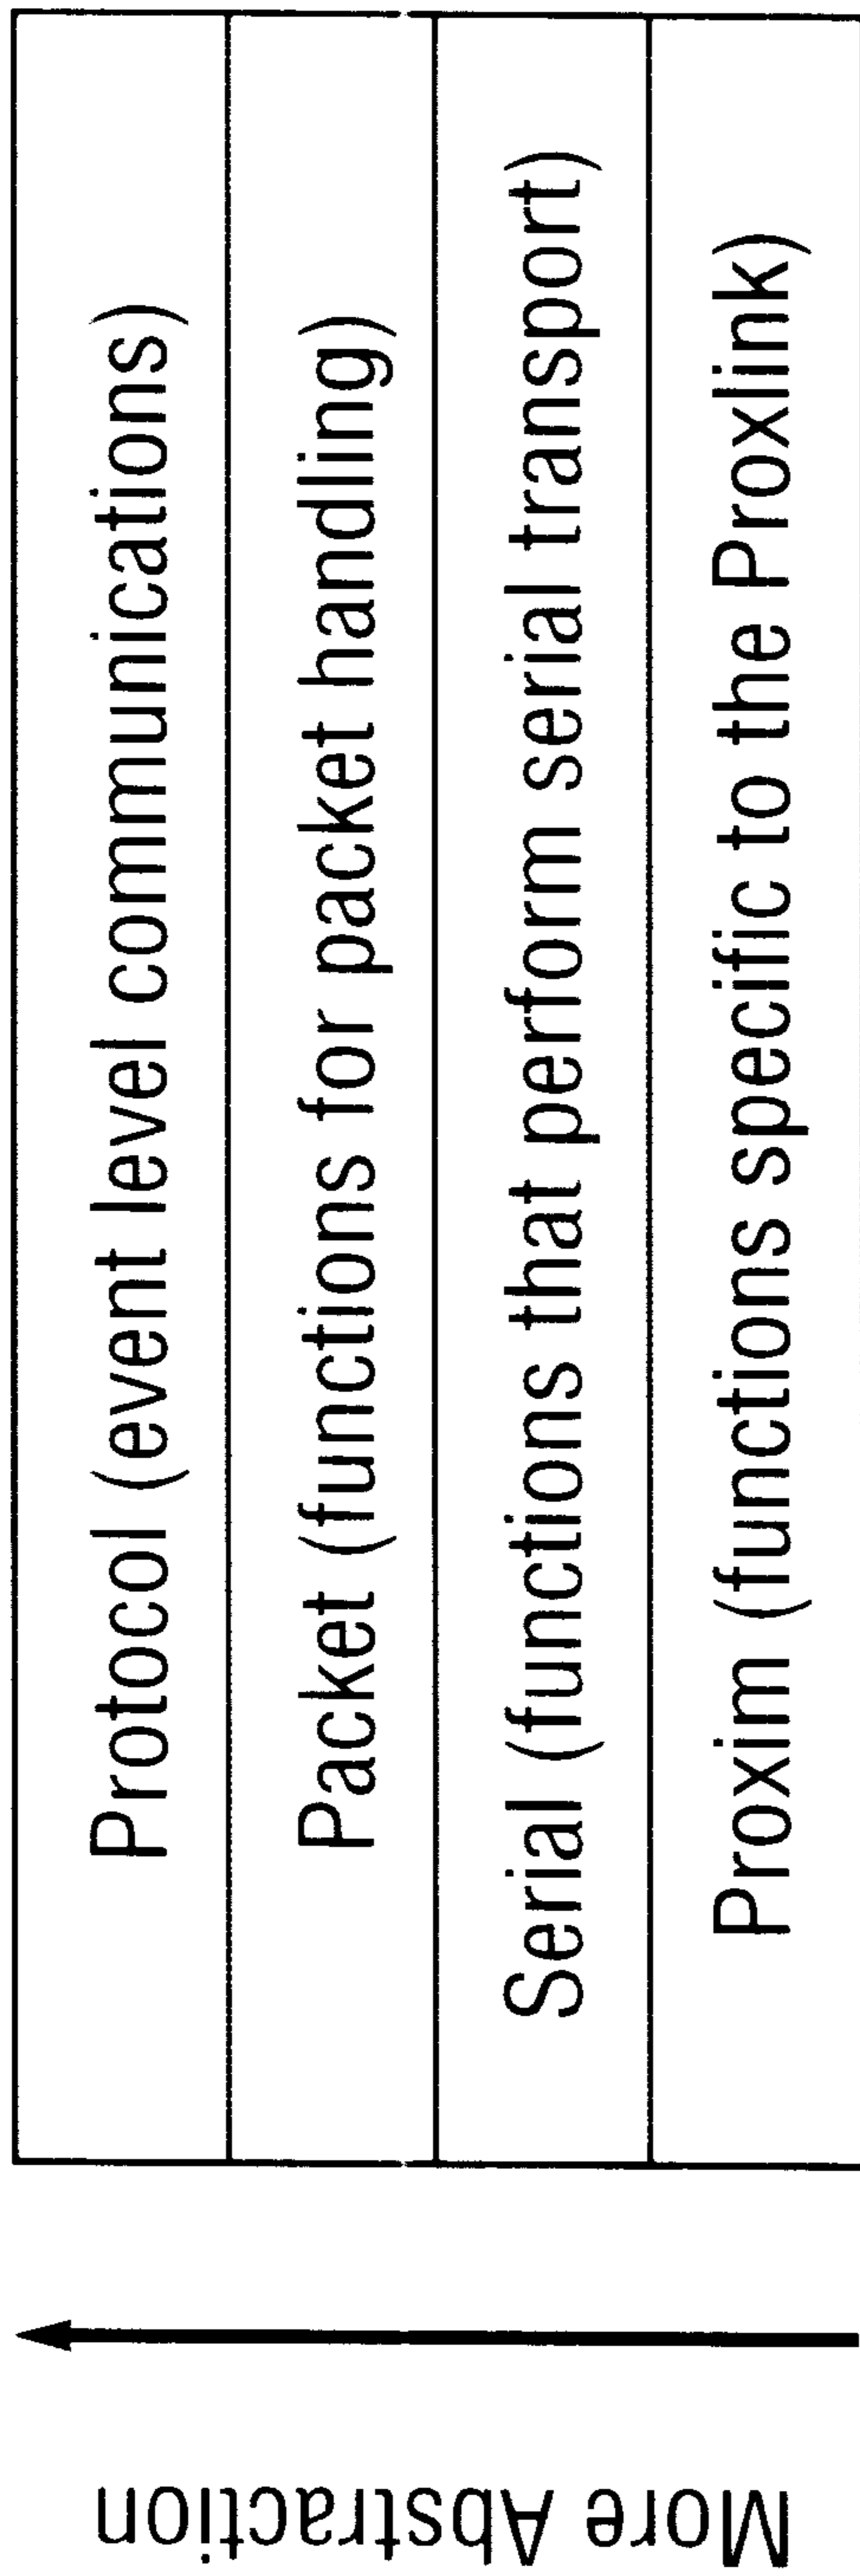 Protocol (event level communications)
Packet (functions for packet handling)
Serial (functions that perform serial transport)
Proxim (functions specific to the Proxlink)
More Abstraction